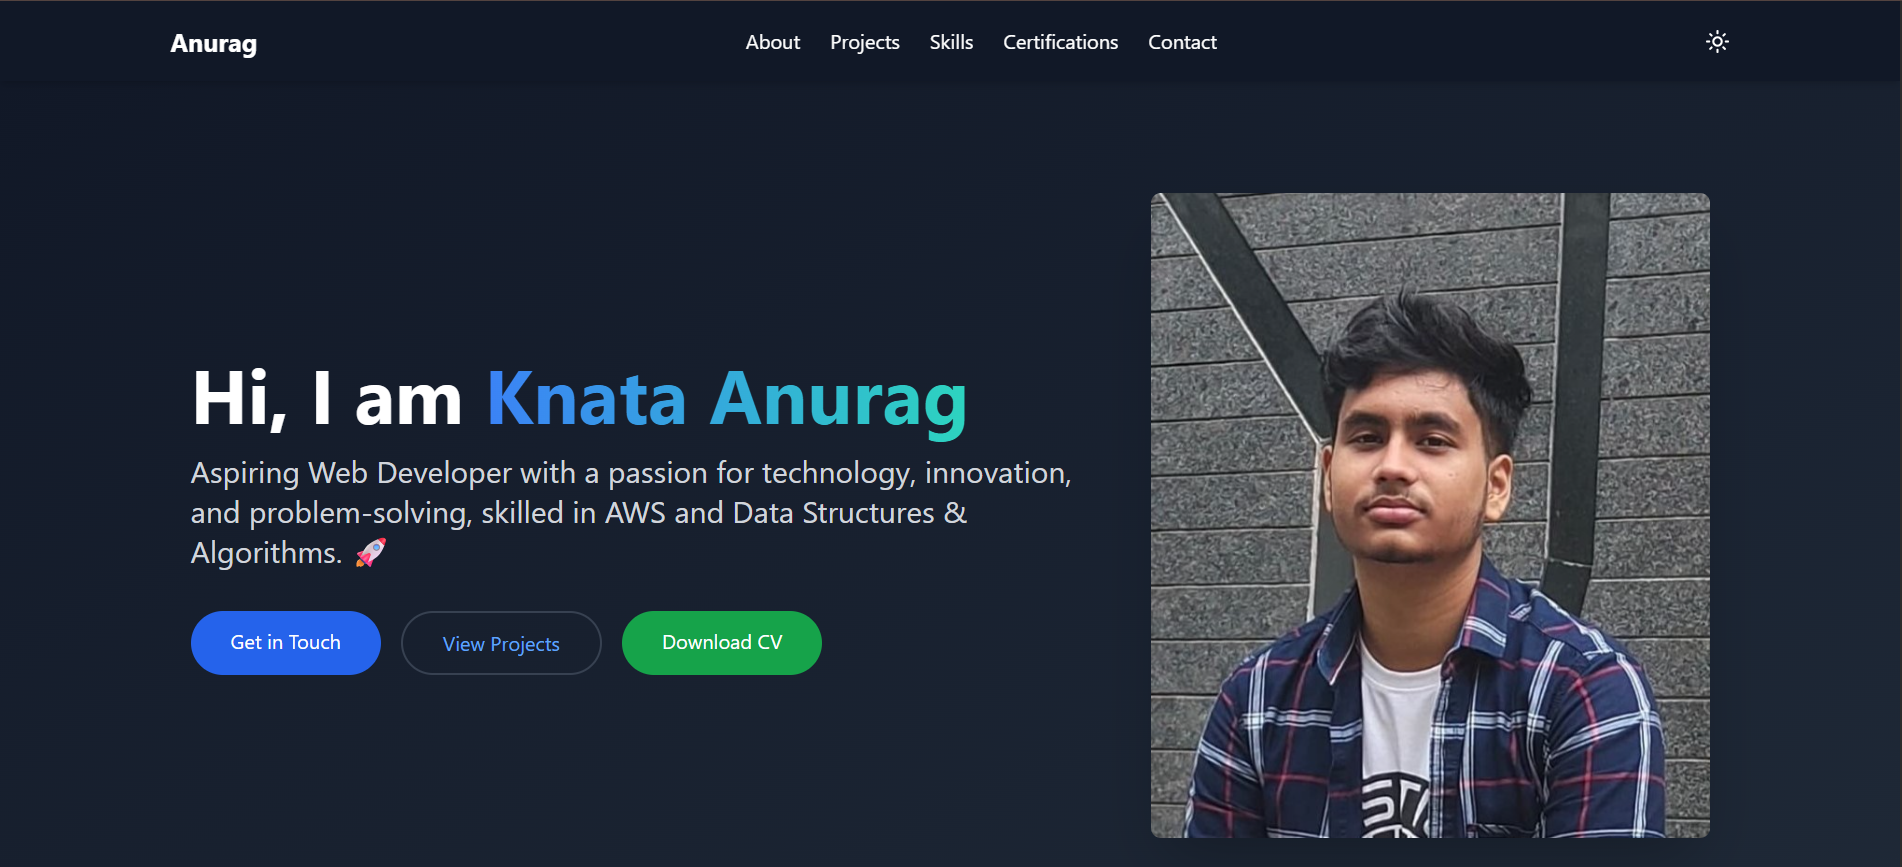 Anurag
About Projects Skills Certifications Contact
Hi, I am Knata Anurag
Aspiring Web Developer with a passion for technology, innovation,
and problem-solving, skilled in AWS and Data Structures &
Algorithms. 🚀
Get in Touch View Projects Download CV